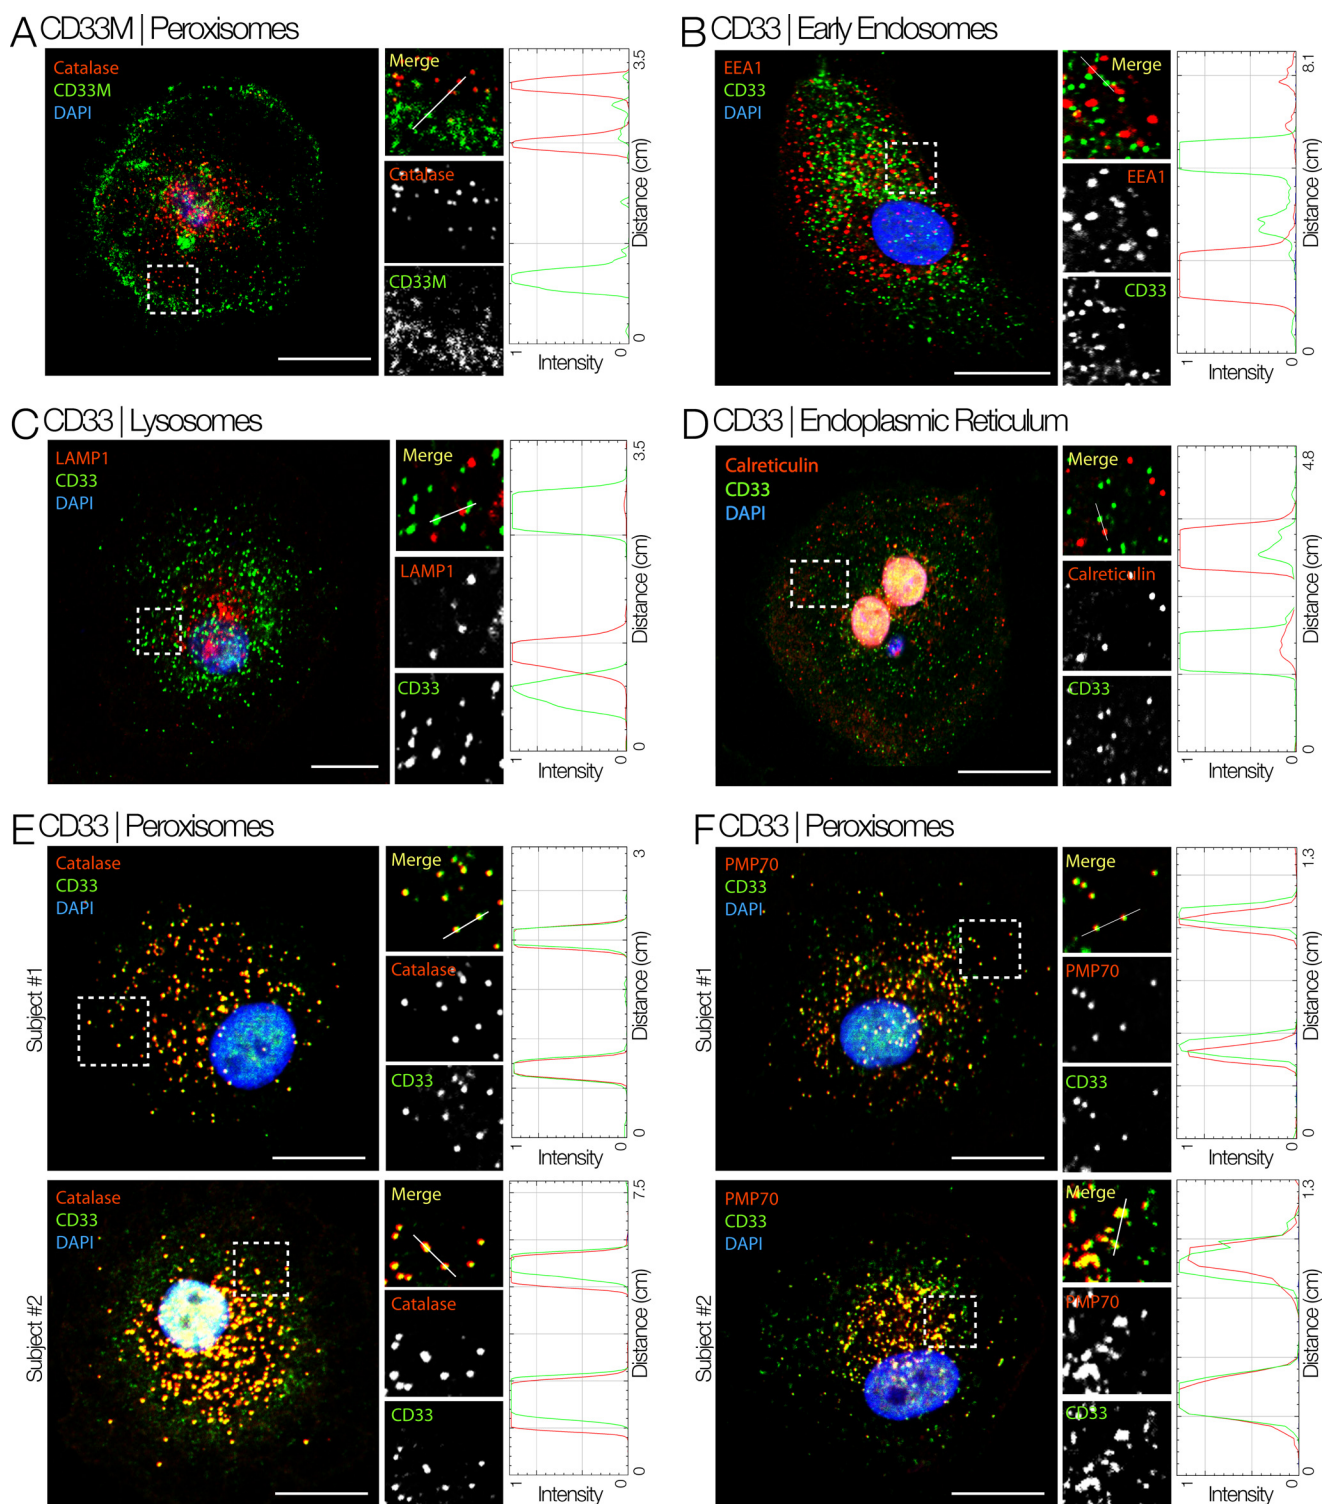 A CD33M | Peroxisomes
Catalase
CD33M
DAPI
Merge
Catalase
CD33M
3.5
Distance (cm)
0
1
Intensity
0
B CD33 | Early Endosomes
EEA1
CD33
DAPI
Merge
EEA1
CD33
8.1
Distance (cm)
0
1
Intensity
0
C CD33 | Lysosomes
LAMP1
CD33
DAPI
Merge
LAMP1
CD33
3.5
Distance (cm)
0
1
Intensity
0
D CD33 | Endoplasmic Reticulum
Calreticulin
CD33
DAPI
Merge
Calreticulin
CD33
4.8
Distance (cm)
0
1
Intensity
0
E CD33 | Peroxisomes
Subject #1
Catalase
CD33
DAPI
Merge
Catalase
CD33
3
Distance (cm)
0
1
Intensity
0
Subject #2
Catalase
CD33
DAPI
Merge
Catalase
CD33
7.5
Distance (cm)
0
1
Intensity
0
F CD33 | Peroxisomes
Subject #1
PMP70
CD33
DAPI
Merge
PMP70
CD33
1.3
Distance (cm)
0
1
Intensity
0
Subject #2
PMP70
CD33
DAPI
Merge
PMP70
CD33
1.3
Distance (cm)
0
1
Intensity
0